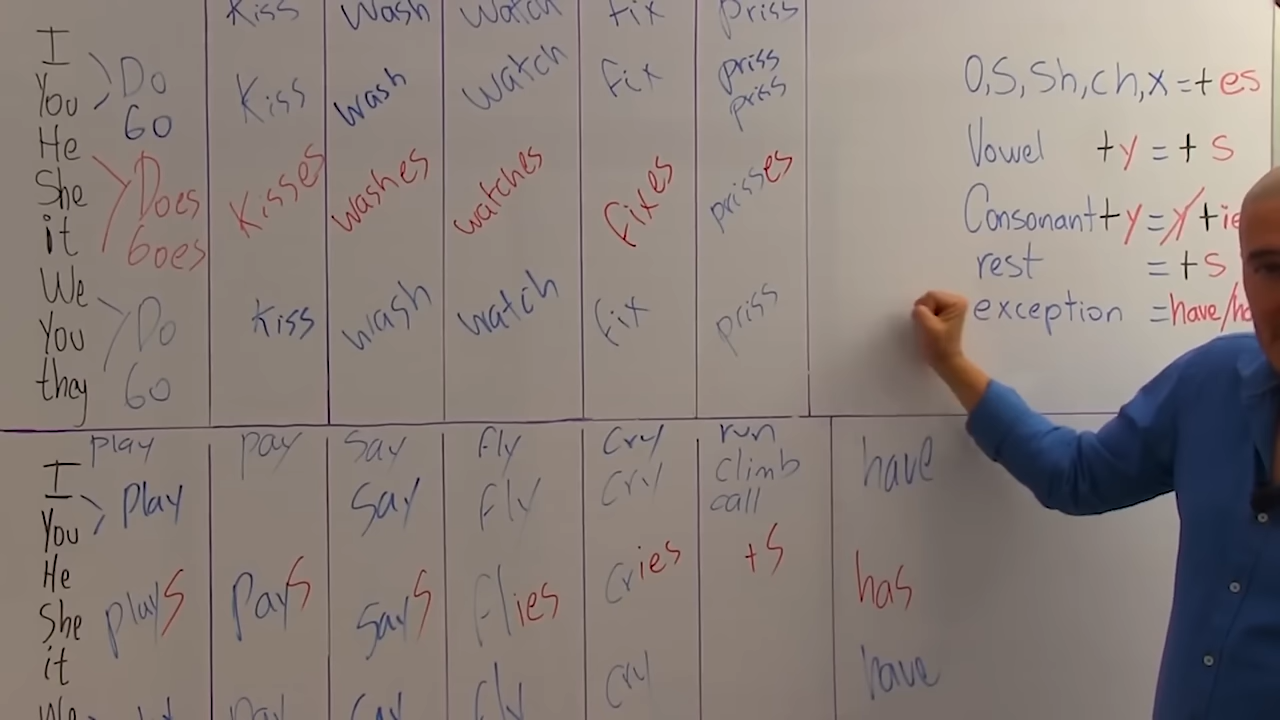 Kiss Wash Watch fix priss
I
You Do Go Kiss wash watch fix priss priss
He
She Does Goes Kisses washes watches fixes prisses
it
We
You Do Go Kiss wash watch fix priss
they
O, S, Sh, ch, x = + es
Vowel + y = + s
Consonant + y = y + ie
rest = + s
exception = have/ha
play pay Say fly cry run
I
You play say fly cry climb call have
He
She plays pays says flies cries +s has
it
We pay say fly cry have